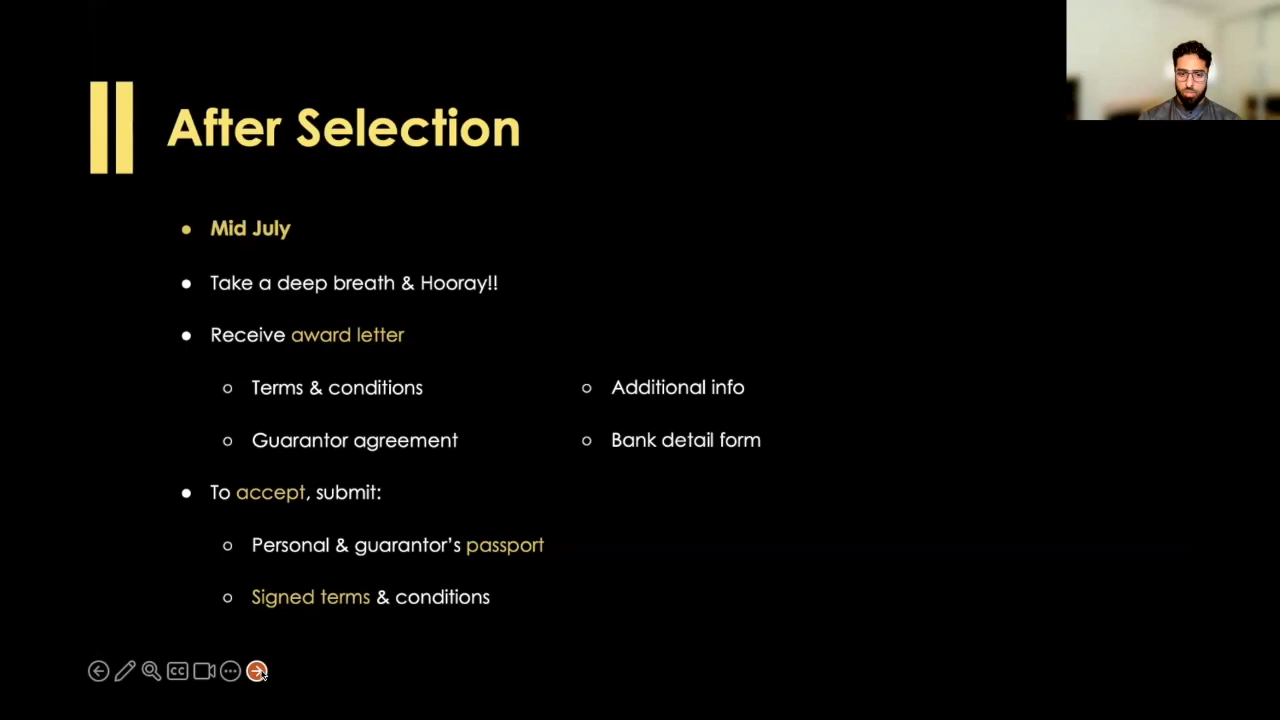 After Selection
Mid July
Take a deep breath & Hooray!!
Receive award letter
Terms & conditions
Guarantor agreement
Additional info
Bank detail form
To accept, submit:
Personal & guarantor’s passport
Signed terms & conditions
CC